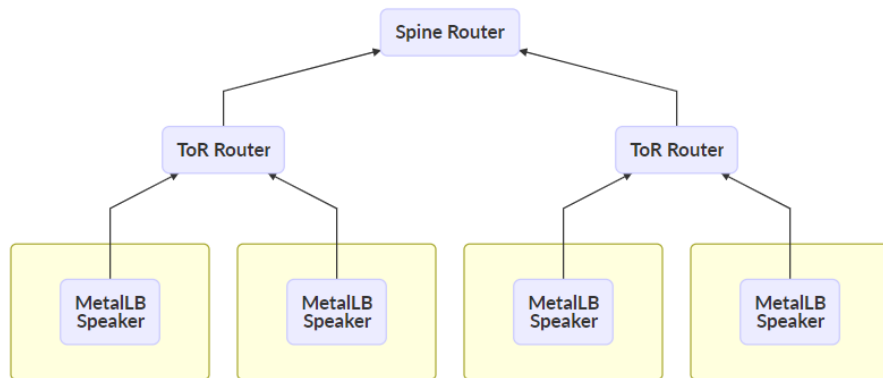 Spine Router
ToR Router
ToR Router
MetalLB
Speaker
MetalLB
Speaker
MetalLB
Speaker
MetalLB
Speaker